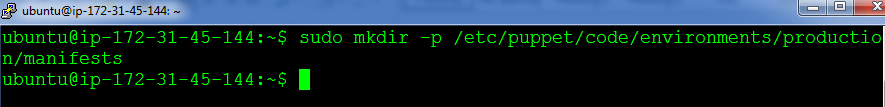 ubuntu@ip-172-31-45-144: ~
ubuntu@ip-172-31-45-144:~$ sudo mkdir -p /etc/puppet/code/environments/productio
n/manifests
ubuntu@ip-172-31-45-144:~$